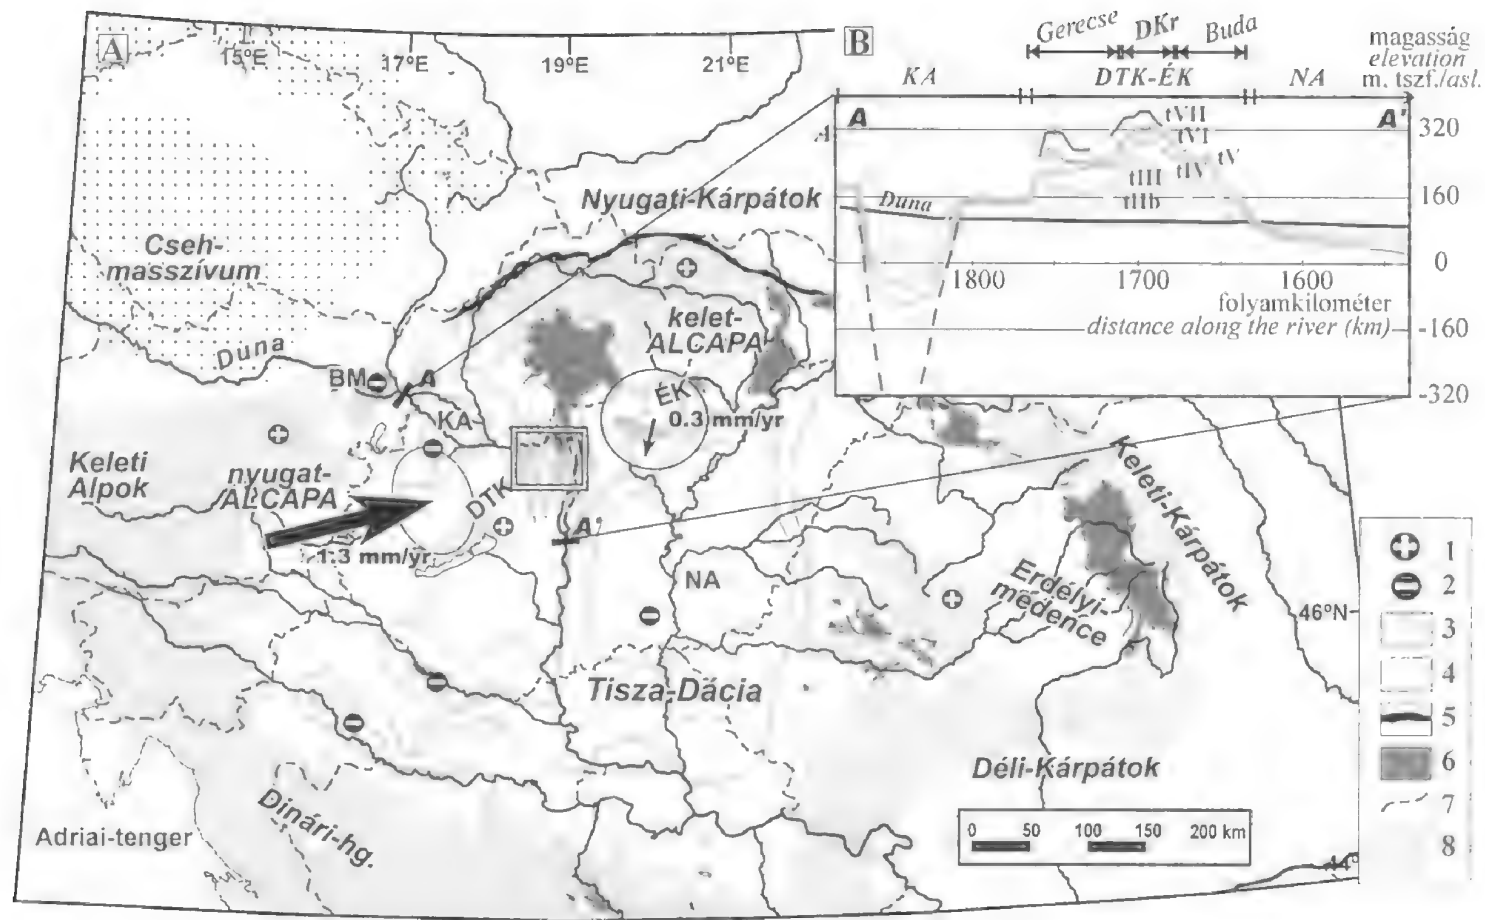 A
15°E
17°E
19°E
21°E
Nyugati-Kárpátok
Cseh-
masszívum
Duna
BM
A
KA
kelet-
ALCAPA
ÉK
0.3 mm/yr
Keleti
Alpok
nyugat-
ALCAPA
1.3 mm/yr
DTK
A'
NA
Erdélyi-
medence
Keleti-Kárpátok
46°N
Tisza-Dácia
Déli-Kárpátok
Dinári-hg.
Adriai-tenger
0 50 100 150 200 km
44°
B
Gerecse DKr Buda
KA DTK-ÉK NA
magasság
elevation
m. tszf./asl.
A A'
tVII
tVI
tV
tIV
tIII
tIIb
Duna
320
160
0
-160
-320
1800 1700 1600
folyamkilométer
distance along the river (km)
1
2
3
4
5
6
7
8